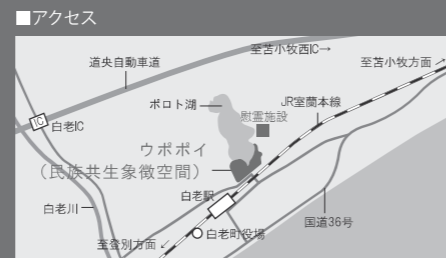 ■アクセス
至苫小牧西IC→
道央自動車道
至苫小牧方面↗
ポロト湖
JR室蘭本線
慰霊施設
IC
白老IC
ウポポイ
（民族共生象徴空間）
白老駅
白老川
国道36号
白老町役場
至登別方面↙